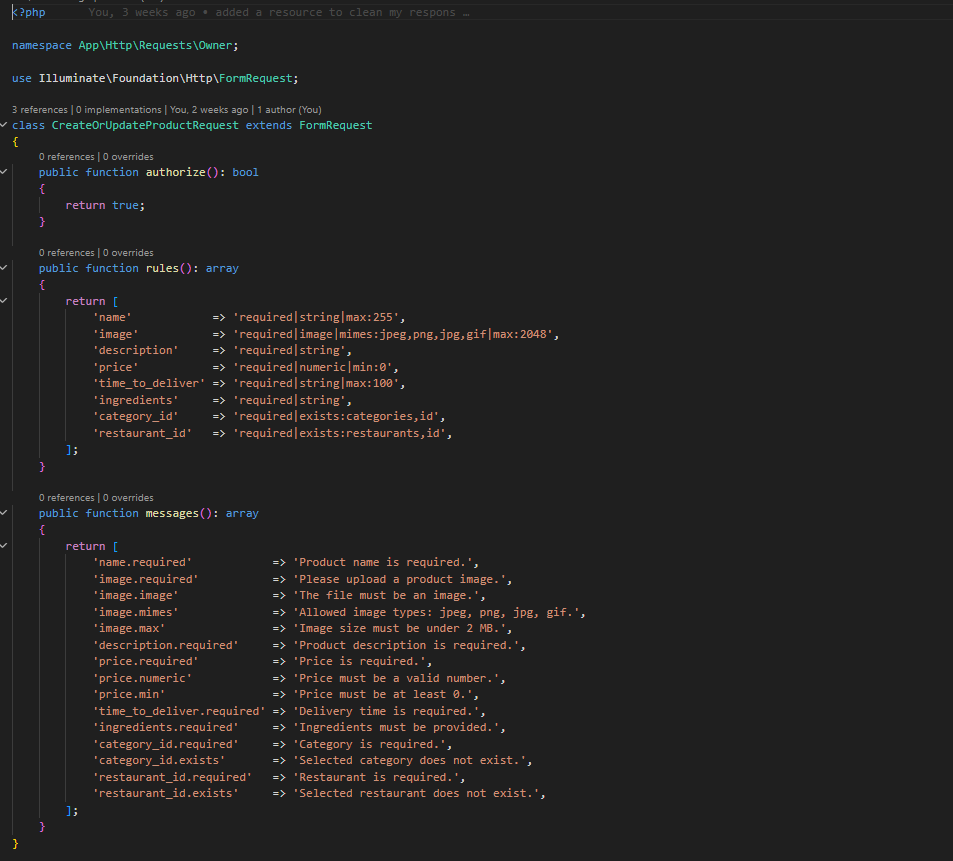 <?php You, 3 weeks ago • added a resource to clean my respons …
namespace App\Http\Requests\Owner;
use Illuminate\Foundation\Http\FormRequest;
3 references | 0 implementations | You, 2 weeks ago | 1 author (You)
class CreateOrUpdateProductRequest extends FormRequest
{
0 references | 0 overrides
public function authorize(): bool
{
return true;
}
0 references | 0 overrides
public function rules(): array
{
return [
'name' => 'required|string|max:255',
'image' => 'required|image|mimes:jpeg,png,jpg,gif|max:2048',
'description' => 'required|string',
'price' => 'required|numeric|min:0',
'time_to_deliver' => 'required|string|max:100',
'ingredients' => 'required|string',
'category_id' => 'required|exists:categories,id',
'restaurant_id' => 'required|exists:restaurants,id',
];
}
0 references | 0 overrides
public function messages(): array
{
return [
'name.required' => 'Product name is required.',
'image.required' => 'Please upload a product image.',
'image.image' => 'The file must be an image.',
'image.mimes' => 'Allowed image types: jpeg, png, jpg, gif.',
'image.max' => 'Image size must be under 2 MB.',
'description.required' => 'Product description is required.',
'price.required' => 'Price is required.',
'price.numeric' => 'Price must be a valid number.',
'price.min' => 'Price must be at least 0.',
'time_to_deliver.required' => 'Delivery time is required.',
'ingredients.required' => 'Ingredients must be provided.',
'category_id.required' => 'Category is required.',
'category_id.exists' => 'Selected category does not exist.',
'restaurant_id.required' => 'Restaurant is required.',
'restaurant_id.exists' => 'Selected restaurant does not exist.',
];
}
}